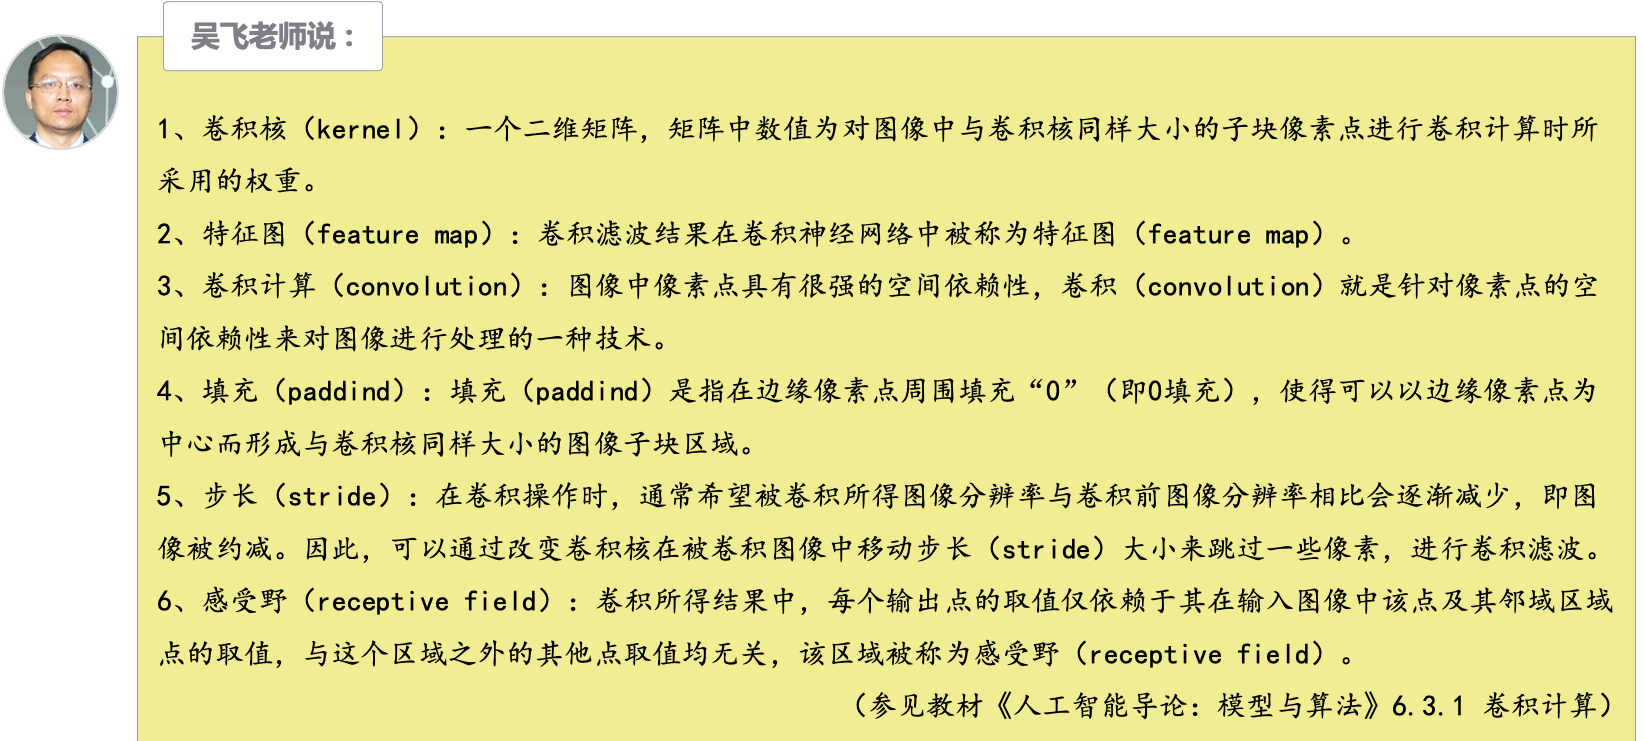 吴飞老师说：
1、卷积核（kernel）：一个二维矩阵，矩阵中数值为对图像中与卷积核同样大小的子块像素点进行卷积计算时所
采用的权重。
2、特征图（feature map）：卷积滤波结果在卷积神经网络中被称为特征图（feature map）。
3、卷积计算（convolution）：图像中像素点具有很强的空间依赖性，卷积（convolution）就是针对像素点的空
间依赖性来对图像进行处理的一种技术。
4、填充（paddind）：填充（paddind）是指在边缘像素点周围填充“0”（即0填充），使得可以以边缘像素点为
中心而形成与卷积核同样大小的图像子块区域。
5、步长（stride）：在卷积操作时，通常希望被卷积所得图像分辨率与卷积前图像分辨率相比会逐渐减少，即图
像被约减。因此，可以通过改变卷积核在被卷积图像中移动步长（stride）大小来跳过一些像素，进行卷积滤波。
6、感受野（receptive field）：卷积所得结果中，每个输出点的取值仅依赖于其在输入图像中该点及其邻域区域
点的取值，与这个区域之外的其他点取值均无关，该区域被称为感受野（receptive field）。
（参见教材《人工智能导论：模型与算法》6.3.1 卷积计算）